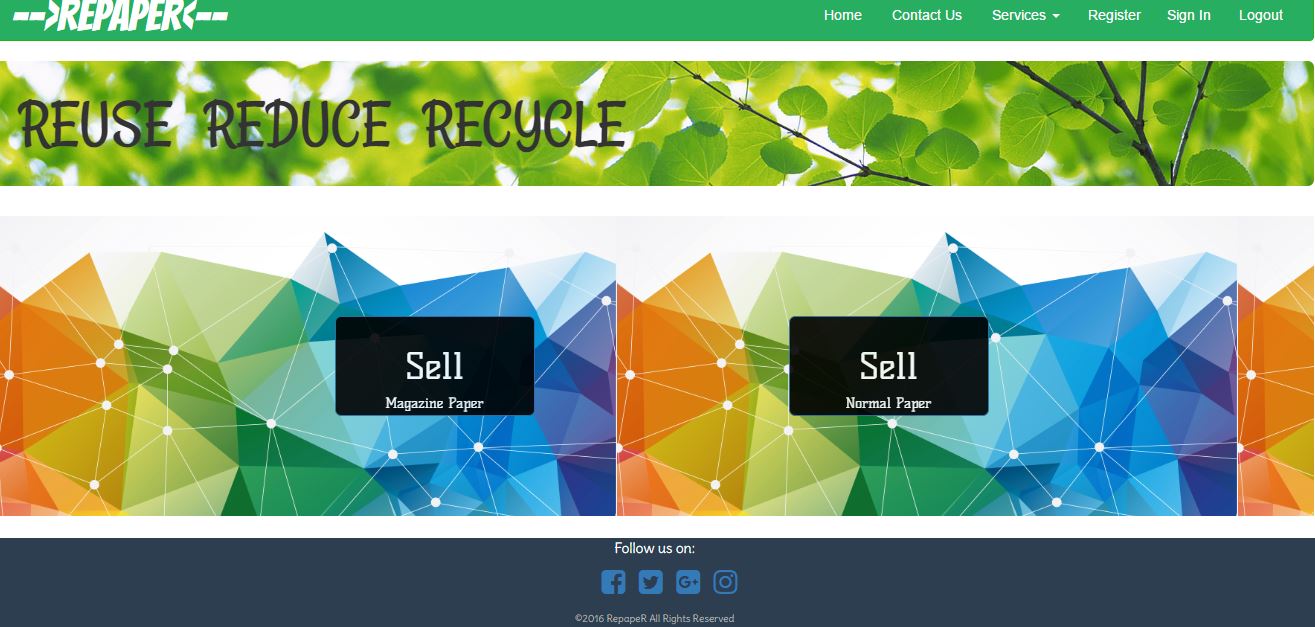 -->REPAPER<--
Home Contact Us Services Register Sign In Logout
REUSE REDUCE RECYCLE
Sell
Magazine Paper
Sell
Normal Paper
Follow us on:
©2016 RepapeR All Rights Reserved